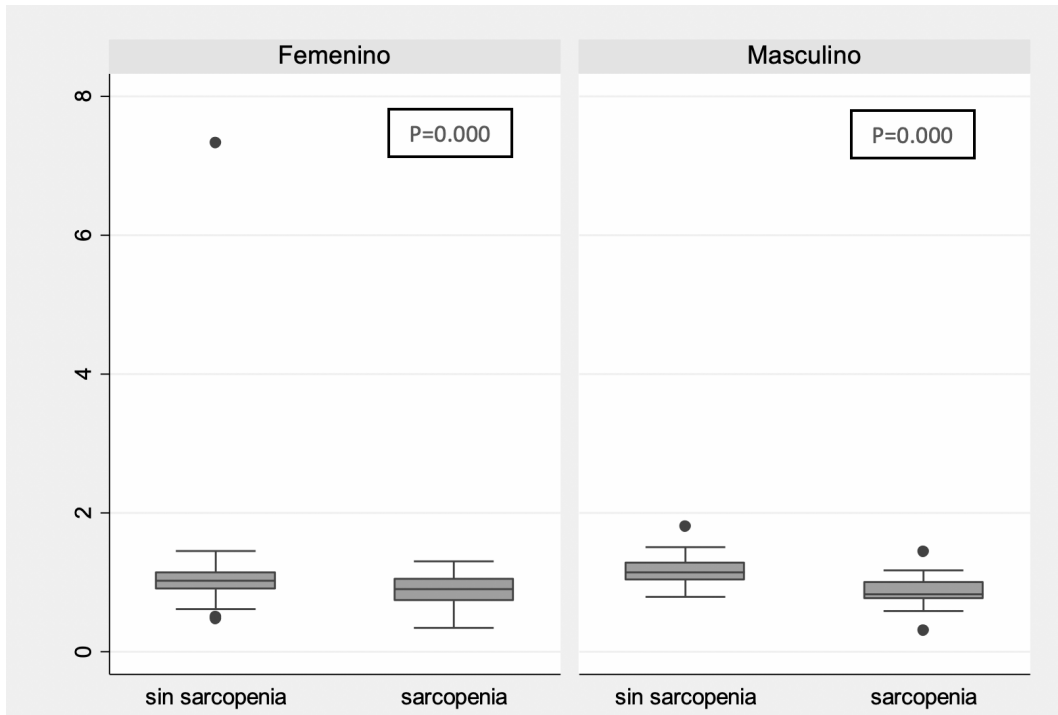 Femenino
Masculino
P=0.000
P=0.000
8
6
4
2
0
sin sarcopenia
sarcopenia
sin sarcopenia
sarcopenia